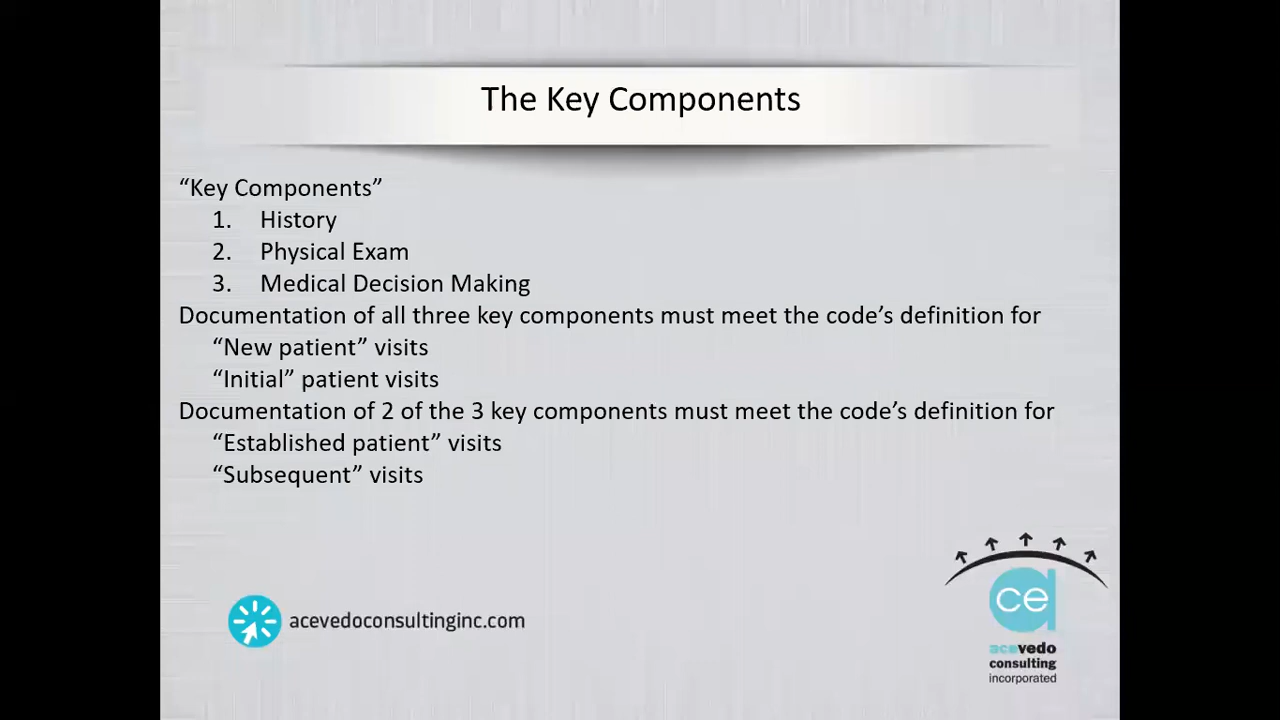 The Key Components
“Key Components”
1. History
2. Physical Exam
3. Medical Decision Making
Documentation of all three key components must meet the code’s definition for
“New patient” visits
“Initial” patient visits
Documentation of 2 of the 3 key components must meet the code’s definition for
“Established patient” visits
“Subsequent” visits
acevedoconsultinginc.com
ce
acevedo
consulting
incorporated